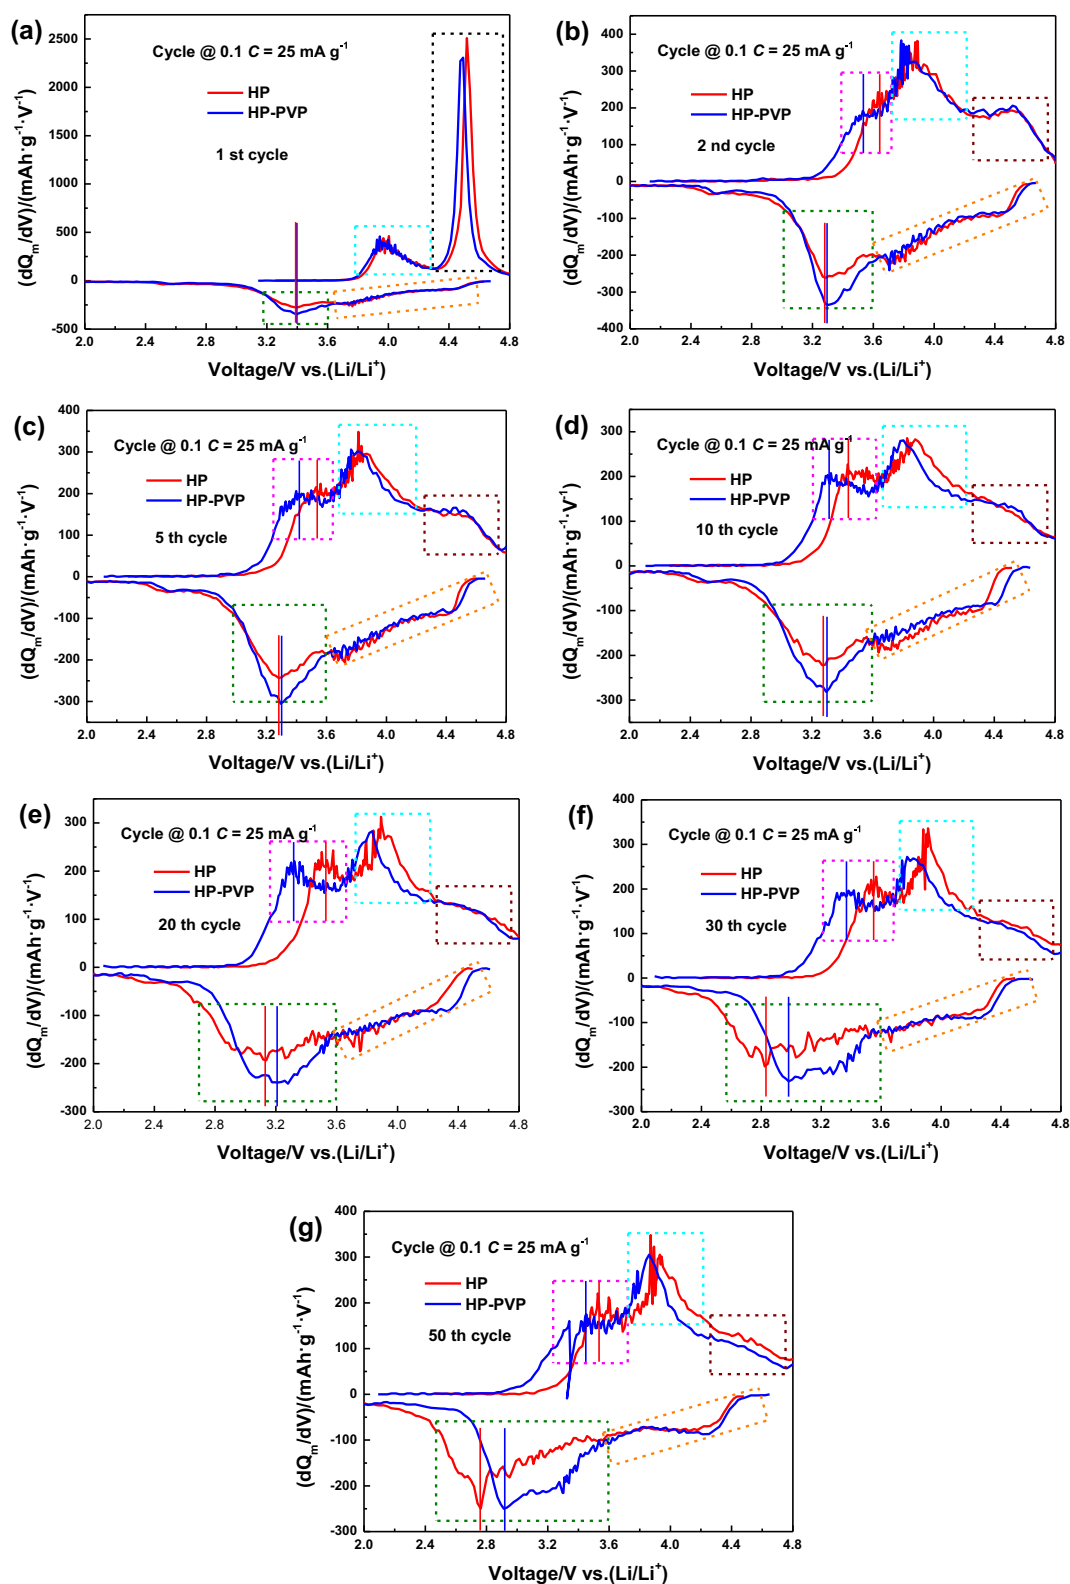 (a)
Cycle @ 0.1 C = 25 mA g⁻¹
HP
HP-PVP
1 st cycle
2500
2000
1500
1000
500
0
-500
2.0 2.4 2.8 3.2 3.6 4.0 4.4 4.8
(dQm/dV)/(mAh·g⁻¹·V⁻¹)
Voltage/V vs.(Li/Li⁺)
(b)
Cycle @ 0.1 C = 25 mA g⁻¹
HP
HP-PVP
2 nd cycle
400
300
200
100
0
-100
-200
-300
-400
2.0 2.4 2.8 3.2 3.6 4.0 4.4 4.8
(dQm/dV)/(mAh·g⁻¹·V⁻¹)
Voltage/V vs.(Li/Li⁺)
(c)
Cycle @ 0.1 C = 25 mA g⁻¹
HP
HP-PVP
5 th cycle
400
300
200
100
0
-100
-200
-300
2.0 2.4 2.8 3.2 3.6 4.0 4.4 4.8
(dQm/dV)/(mAh·g⁻¹·V⁻¹)
Voltage/V vs.(Li/Li⁺)
(d)
Cycle @ 0.1 C = 25 mA g⁻¹
HP
HP-PVP
10 th cycle
400
300
200
100
0
-100
-200
-300
2.0 2.4 2.8 3.2 3.6 4.0 4.4 4.8
(dQm/dV)/(mAh·g⁻¹·V⁻¹)
Voltage/V vs.(Li/Li⁺)
(e)
Cycle @ 0.1 C = 25 mA g⁻¹
HP
HP-PVP
20 th cycle
300
200
100
0
-100
-200
-300
2.0 2.4 2.8 3.2 3.6 4.0 4.4 4.8
(dQm/dV)/(mAh·g⁻¹·V⁻¹)
Voltage/V vs.(Li/Li⁺)
(f)
Cycle @ 0.1 C = 25 mA g⁻¹
HP
HP-PVP
30 th cycle
400
300
200
100
0
-100
-200
-300
2.0 2.4 2.8 3.2 3.6 4.0 4.4 4.8
(dQm/dV)/(mAh·g⁻¹·V⁻¹)
Voltage/V vs.(Li/Li⁺)
(g)
Cycle @ 0.1 C = 25 mA g⁻¹
HP
HP-PVP
50 th cycle
400
300
200
100
0
-100
-200
-300
2.0 2.4 2.8 3.2 3.6 4.0 4.4 4.8
(dQm/dV)/(mAh·g⁻¹·V⁻¹)
Voltage/V vs.(Li/Li⁺)